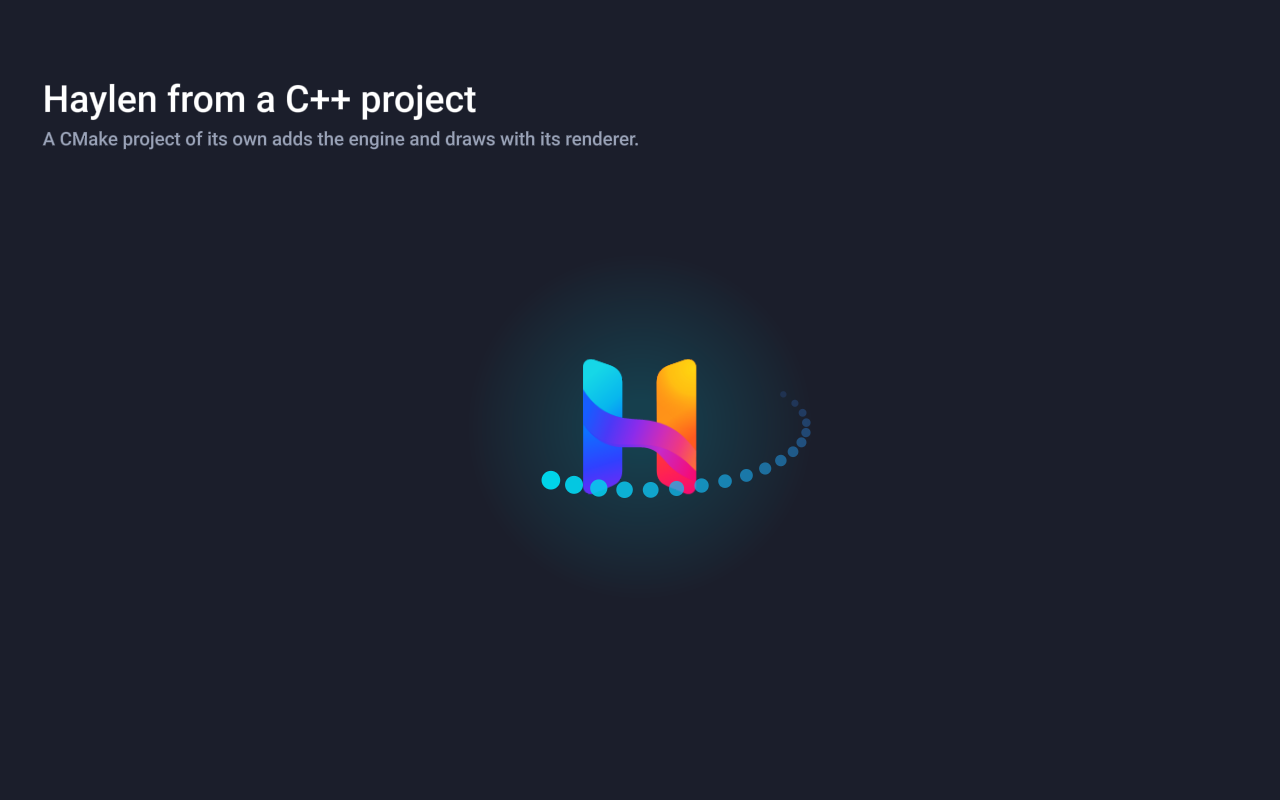 Haylen from a C++ project
A CMake project of its own adds the engine and draws with its renderer.